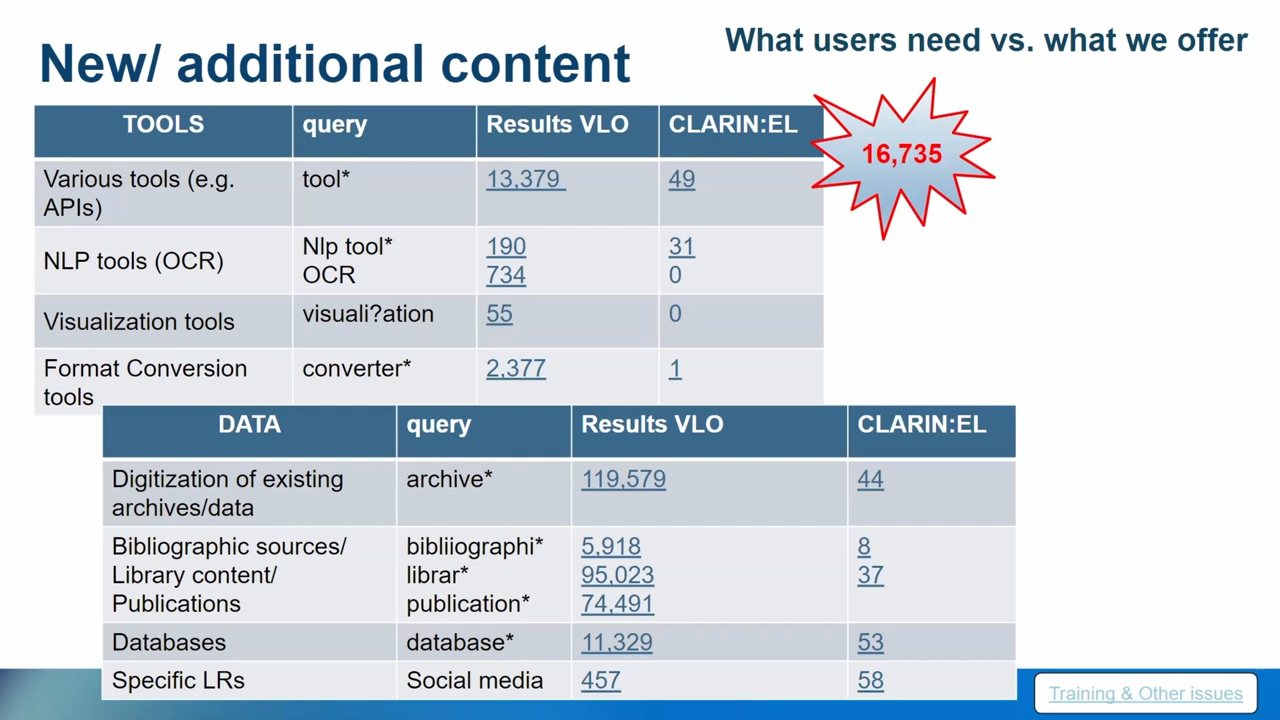 What users need vs. what we offer
New/ additional content
TOOLS query Results VLO CLARIN:EL
16,735
Various tools (e.g. tool* 13,379 49
APIs)
NLP tools (OCR) Nlp tool* 190 31
OCR 734 0
Visualization tools visuali?ation 55 0
Format Conversion converter* 2,377 1
tools
DATA query Results VLO CLARIN:EL
Digitization of existing archive* 119,579 44
archives/data
Bibliographic sources/ bibliiographi* 5,918 8
Library content/ librar* 95,023 37
Publications publication* 74,491
Databases database* 11,329 53
Specific LRs Social media 457 58
Training & Other issues